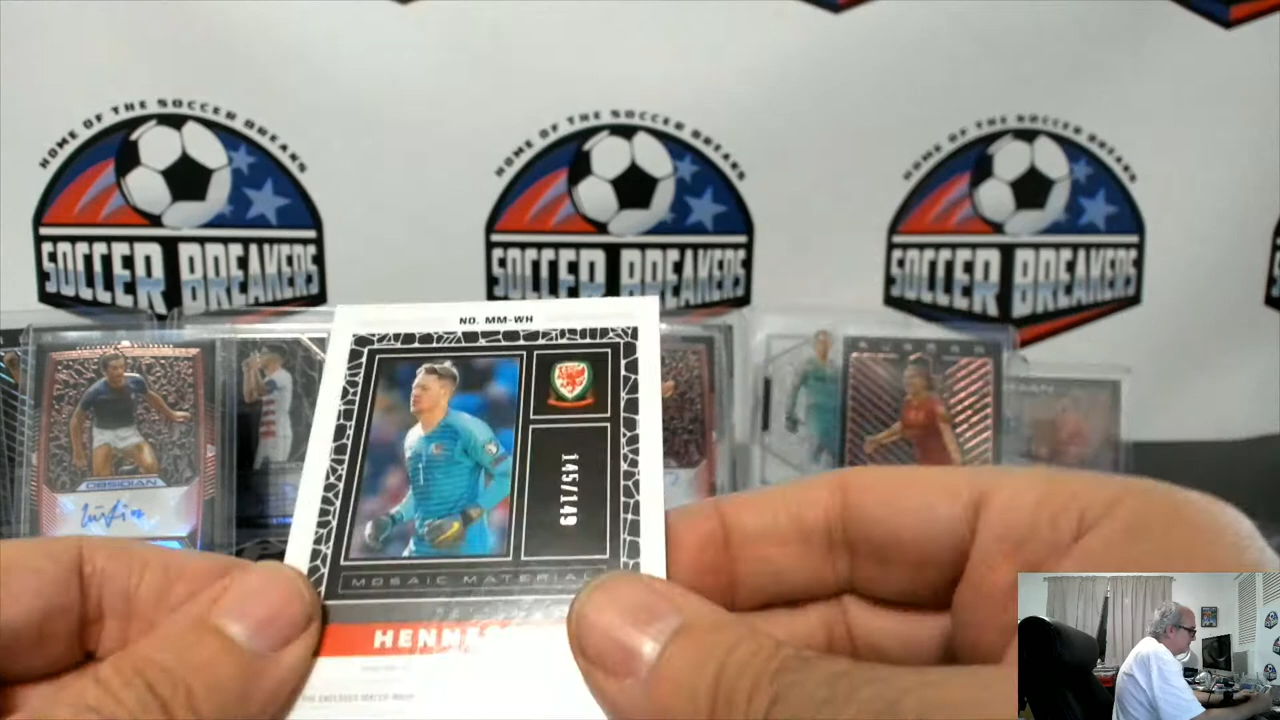 HOME OF THE SOCCER BREAKS
SOCCER BREAKERS
HOME OF THE SOCCER BREAKS
SOCCER BREAKERS
HOME OF THE SOCCER BREAKS
SOCCER BREAKERS
NO. MM-WH
145/149
MOSAIC MATERIAL
HENN
OBSIDIAN